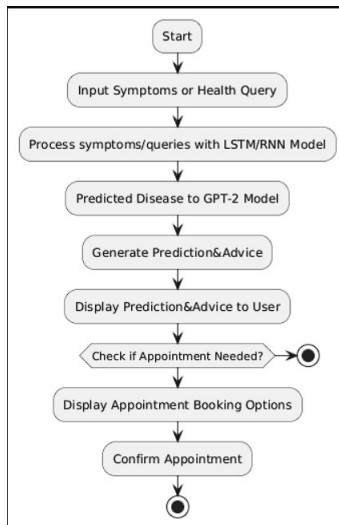 Start
Input Symptoms or Health Query
Process symptoms/queries with LSTM/RNN Model
Predicted Disease to GPT-2 Model
Generate Prediction&Advice
Display Prediction&Advice to User
Check if Appointment Needed?
Display Appointment Booking Options
Confirm Appointment